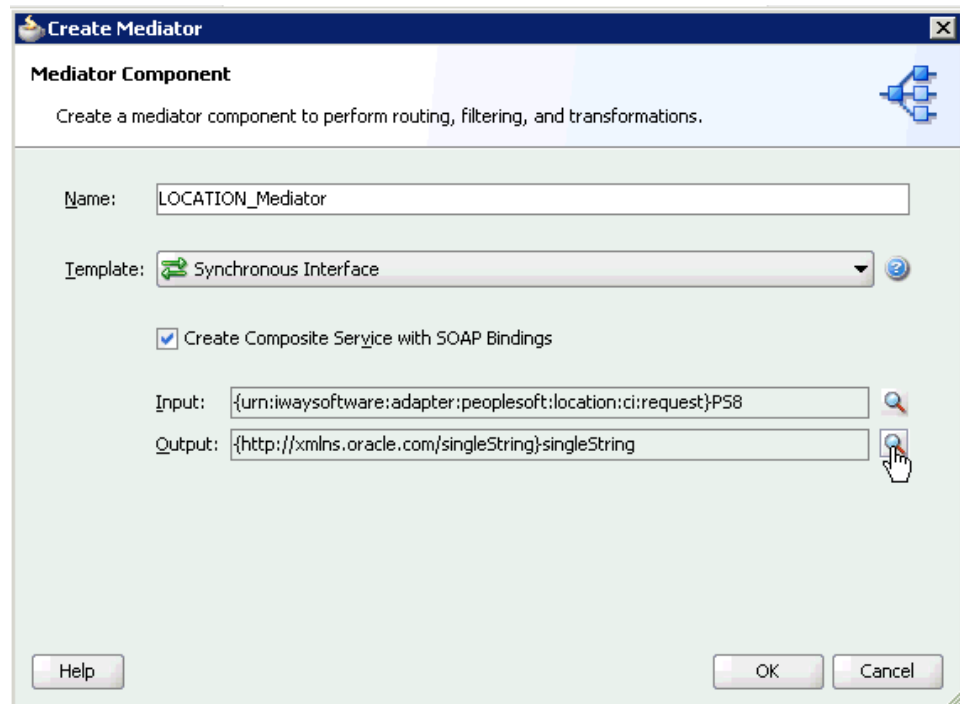 Create Mediator
Mediator Component
Create a mediator component to perform routing, filtering, and transformations.
Name: LOCATION_Mediator
Template: Synchronous Interface
Create Composite Service with SOAP Bindings
Input: {urn:iwaysoftware:adapter:peoplesoft:location:ci:request}PS8
Output: {http://xmlns.oracle.com/singleString}singleString
Help OK Cancel